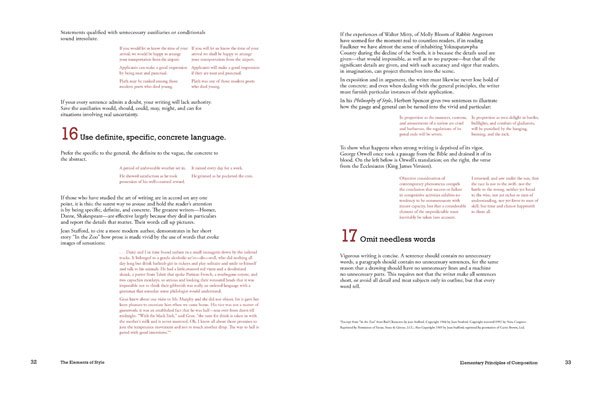 Statements qualified with unnecessary auxiliaries or conditionals
sound irresolute.
If you would let us know the time of your
arrival, we would be happy to arrange
your transportation from the airport.
If you will let us know the time of your
arrival, we shall be happy to arrange
your transportation from the airport.
Applicants can make a good impression
by being neat and punctual.
Applicants will make a good impression
if they are neat and punctual.
Plath may be ranked among those
modern poets who died young.
Plath was one of those modern poets
who died young.
If your every sentence admits a doubt, your writing will lack authority.
Save the auxiliaries would, should, could, may, might, and can for
situations involving real uncertainty.
16 Use definite, specific, concrete language.
Prefer the specific to the general, the definite to the vague, the concrete to
the abstract.
A period of unfavorable weather set in.
It rained every day for a week.
He showed satisfaction as he took
possession of his well-earned reward.
He grinned as he pocketed the coin.
If those who have studied the art of writing are in accord on any one
point, it is this: the surest way to arouse and hold the reader's attention
is by being specific, definite, and concrete. The greatest writers—Homer,
Dante, Shakespeare—are effective largely because they deal in particulars
and report the details that matter. Their words call up pictures.
Jean Stafford, to cite a more modern author, demonstrates in her short
story "In the Zoo" how prose is made vivid by the use of words that evoke
images and sensations:
32
The Elements of Style
If the experiences of Walter Mitty, of Molly Bloom of Rabbit Angstrom
have seemed for the moment real to countless readers, if in reading
Faulkner we have almost the sense of inhabiting Yoknapatawpha
County during the decline of the South, it is because the details used are
given—that would impossible, as well as to no purpose—but that all the
significant details are given, and with such accuracy and vigor that readers,
in imagination, can project themselves into the scene.
In exposition and in argument, the writer must likewise never lose hold of
the concrete; and even when dealing with the general principles, the writer
must furnish particular instances of their application.
In his Philosophy of Style, Herbert Spencer gives two sentences to illustrate
how the vague and general can be turned into the vivid and particular:
In proportion as the manners, customs,
and amusements of a nation are cruel
and barbarous, the regulations of its
penal code will be severe.
In proportion as men delight in battles,
bullfights, and combats of gladiators,
will he punished by the hanging,
burning, and the rack.
To show what happens when strong writing is deprived of its vigor,
George Orwell once took a passage from the Bible and drained it of its
blood. On the left below is Orwell's translation; on the right, the verse
from the Ecclesiastes (King James Version).
Objective consideration of
contemporary phenomena compels
the conclusion that success or failure
in competitive activities exhibits no
tendency to be commensurate with
innate capacity, but that a considerable
element of the unpredictable must
inevitably be taken into account.
I returned, and saw under the sun, that
the race is not to the swift, nor the
battle to the strong, neither yet bread
to the wise, nor yet riches to men of
understanding, nor yet favor to men of
skill; but time and chance happeneth
to them all.
17 Omit needless words
Vigorous writing is concise. A sentence should contain no unnecessary
words, a paragraph should contain no unnecessary sentences, for the same
reason that a drawing should have no unnecessary lines and a machine
no unnecessary parts. This requires not that the writer make all sentences
short, or avoid all detail and treat subjects only in outline, but that every
word tell.
Elementary Principles of Composition
33